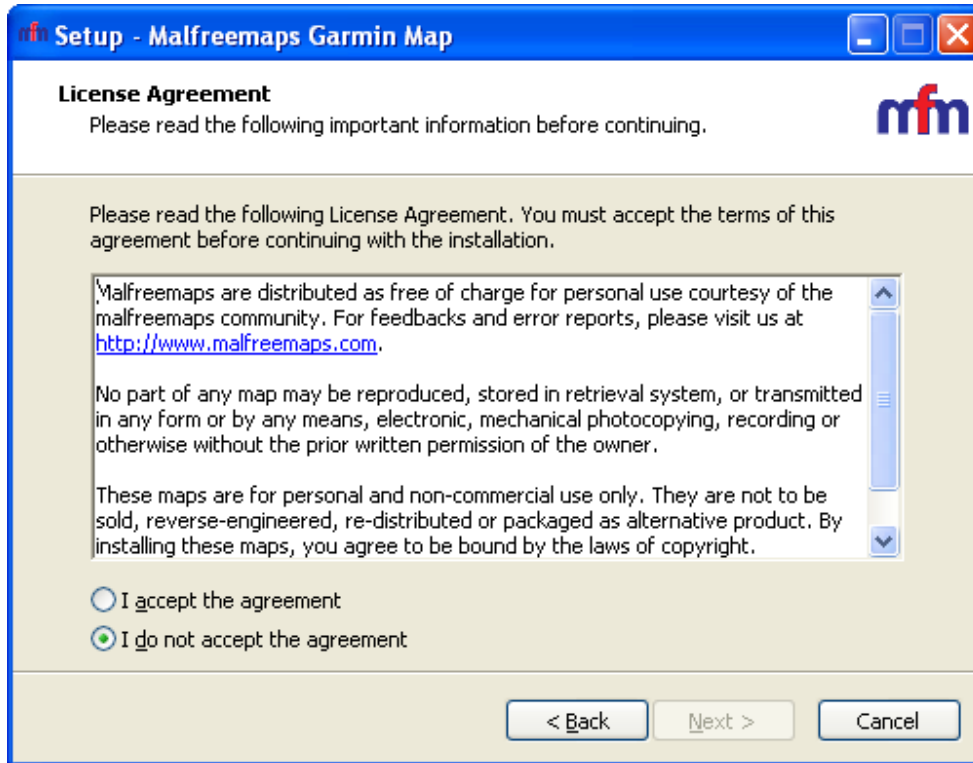 mfm Setup - Malfreemaps Garmin Map
License Agreement
Please read the following important information before continuing.
mfm
Please read the following License Agreement. You must accept the terms of this
agreement before continuing with the installation.
Malfreemaps are distributed as free of charge for personal use courtesy of the
malfreemaps community. For feedbacks and error reports, please visit us at
http://www.malfreemaps.com.
No part of any map may be reproduced, stored in retrieval system, or transmitted
in any form or by any means, electronic, mechanical photocopying, recording or
otherwise without the prior written permission of the owner.
These maps are for personal and non-commercial use only. They are not to be
sold, reverse-engineered, re-distributed or packaged as alternative product. By
installing these maps, you agree to be bound by the laws of copyright.
I accept the agreement
I do not accept the agreement
< Back
Next >
Cancel